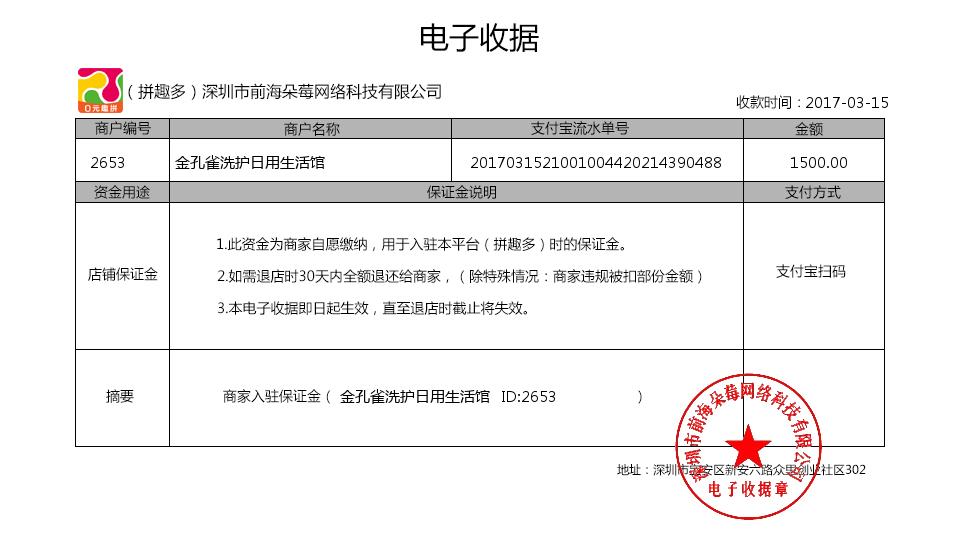 电子收据
0元趣拼
（拼趣多）深圳市前海朵莓网络科技有限公司
收款时间：2017-03-15
商户编号 商户名称 支付宝流水单号 金额
2653 金孔雀洗护日用生活馆 2017031521001004420214390488 1500.00
资金用途 保证金说明 支付方式
1.此资金为商家自愿缴纳，用于入驻本平台（拼趣多）时的保证金。
店铺保证金 2.如需退店时30天内全额退还给商家，（除特殊情况：商家违规被扣部份金额） 支付宝扫码
3.本电子收据即日起生效，直至退店时截止将失效。
摘要 商家入驻保证金（ 金孔雀洗护日用生活馆 ID:2653 ）
深圳市前海朵莓网络科技有限公司
地址：深圳市宝安区新安六路众里创业社区302
电子收据章